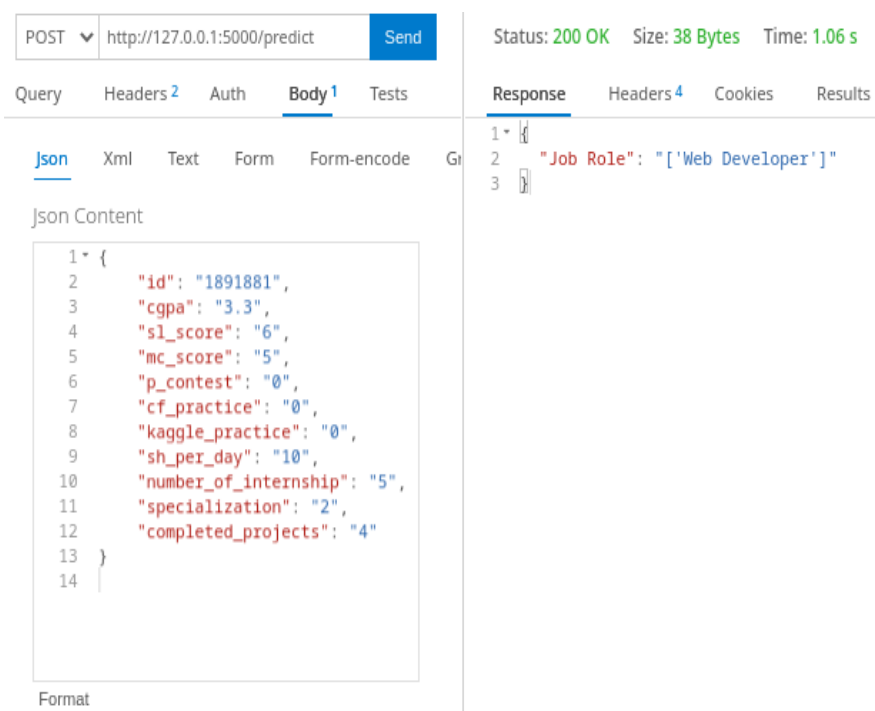 POST http://127.0.0.1:5000/predict Send
Query Headers 2 Auth Body 1 Tests
Json Xml Text Form Form-encode Gr
Json Content
1 {
2 "id": "1891881",
3 "cgpa": "3.3",
4 "sl_score": "6",
5 "mc_score": "5",
6 "p_contest": "0",
7 "cf_practice": "0",
8 "kaggle_practice": "0",
9 "sh_per_day": "10",
10 "number_of_internship": "5",
11 "specialization": "2",
12 "completed_projects": "4"
13 }
14
Format
Status: 200 OK Size: 38 Bytes Time: 1.06 s
Response Headers 4 Cookies Results
1 {
2 "Job Role": "['Web Developer']"
3 }